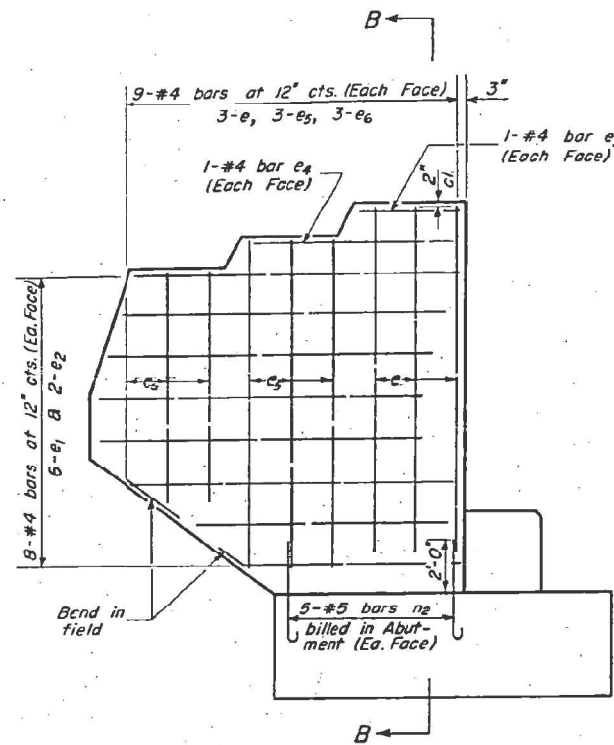 B
9-#4 bars at 12" cts. (Each Face)
3-e, 3-e5, 3-e6
3"
1-#4 bar e4
(Each Face)
1-#4 bar e
(Each Face)
2"
cl.
8-#4 bars at 12" cts. (Ea. Face)
6-e1 & 2-e2
e6
e5
e
2'-0"
Bend in
field
5-#5 bars n2
billed in Abut-
ment (Ea. Face)
B